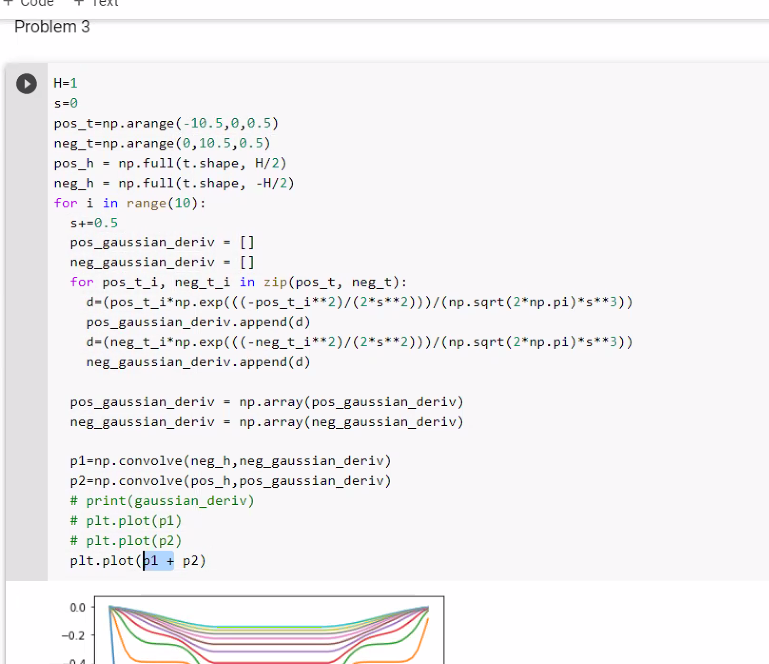 + Code + Text
Problem 3
H=1
s=0
pos_t=np.arange(-10.5,0,0.5)
neg_t=np.arange(0,10.5,0.5)
pos_h = np.full(t.shape, H/2)
neg_h = np.full(t.shape, -H/2)
for i in range(10):
  s+=0.5
  pos_gaussian_deriv = []
  neg_gaussian_deriv = []
  for pos_t_i, neg_t_i in zip(pos_t, neg_t):
    d=(pos_t_i*np.exp(((-pos_t_i**2)/(2*s**2)))/(np.sqrt(2*np.pi)*s**3))
    pos_gaussian_deriv.append(d)
    d=(neg_t_i*np.exp(((-neg_t_i**2)/(2*s**2)))/(np.sqrt(2*np.pi)*s**3))
    neg_gaussian_deriv.append(d)
  pos_gaussian_deriv = np.array(pos_gaussian_deriv)
  neg_gaussian_deriv = np.array(neg_gaussian_deriv)
  p1=np.convolve(neg_h,neg_gaussian_deriv)
  p2=np.convolve(pos_h,pos_gaussian_deriv)
  # print(gaussian_deriv)
  # plt.plot(p1)
  # plt.plot(p2)
  plt.plot(p1 + p2)
0.0
−0.2
−0.4